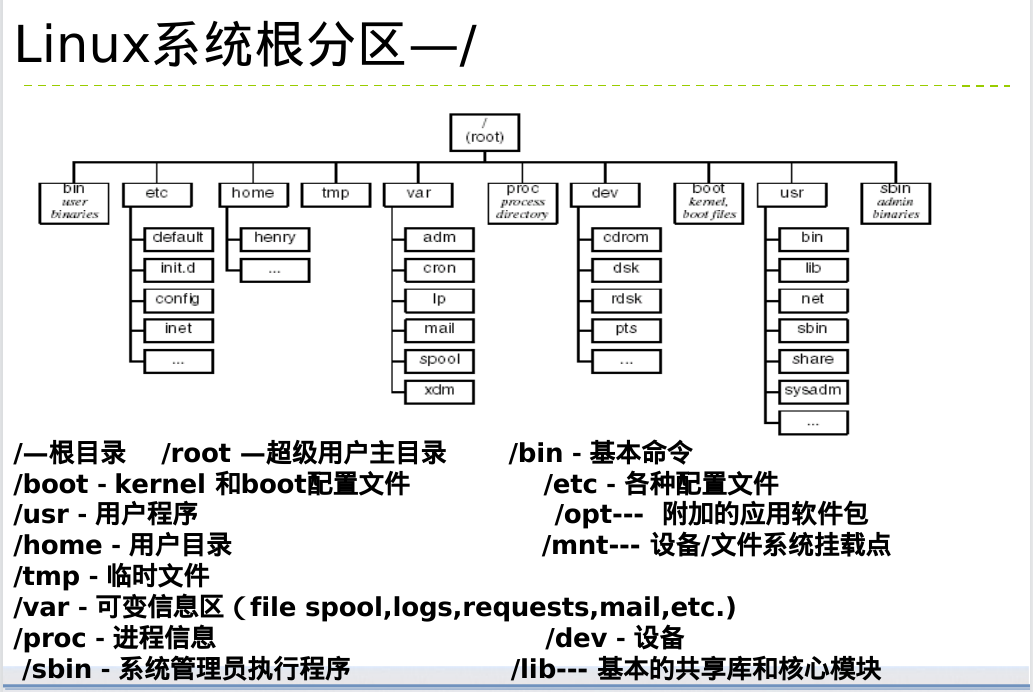 Linux系统根分区—/
/
(root)
bin etc home tmp var proc dev boot usr sbin
user process kernel, admin
binaries directory boot files binaries
default henry adm cdrom bin
init.d ... cron dsk lib
config lp rdsk net
inet mail pts sbin
... spool ... share
xdm sysadm
...
/—根目录 /root —超级用户主目录 /bin - 基本命令
/boot - kernel 和boot配置文件 /etc - 各种配置文件
/usr - 用户程序 /opt--- 附加的应用软件包
/home - 用户目录 /mnt--- 设备/文件系统挂载点
/tmp - 临时文件
/var - 可变信息区（file spool,logs,requests,mail,etc.)
/proc - 进程信息 /dev - 设备
/sbin - 系统管理员执行程序 /lib--- 基本的共享库和核心模块